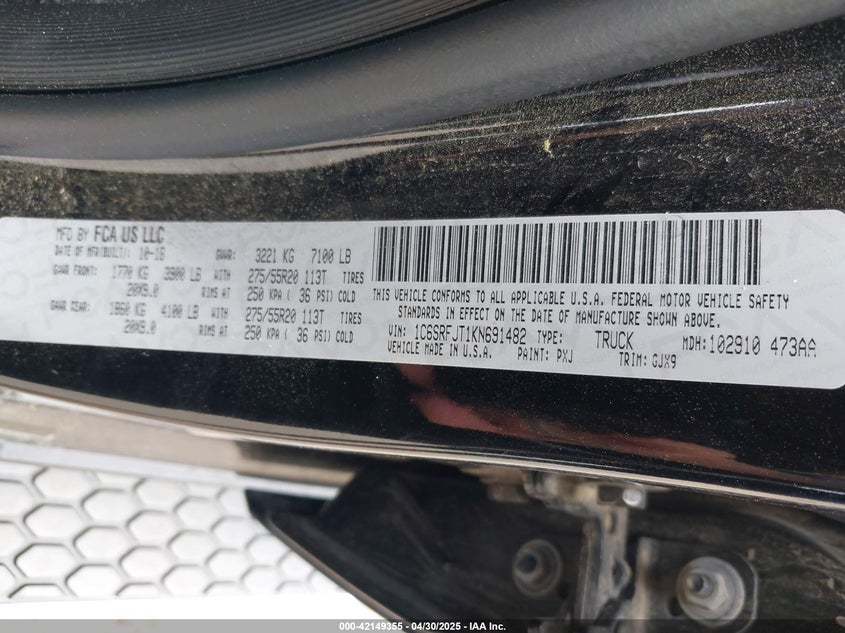 MFD BY FCA US LLC
DATE OF MFR(BUILT): 10-18 GVWR: 3221 KG 7100 LB
GAWR FRONT: 1770 KG 3900 LB WITH 275/55R20 113T TIRES
20X9.0 RIMS AT 250 KPA ( 36 PSI) COLD
GAWR REAR: 1860 KG 4100 LB WITH 275/55R20 113T TIRES
20X9.0 RIMS AT 250 KPA ( 36 PSI) COLD
THIS VEHICLE CONFORMS TO ALL APPLICABLE U.S.A. FEDERAL MOTOR VEHICLE SAFETY
STANDARDS IN EFFECT ON THE DATE OF MANUFACTURE SHOWN ABOVE.
VIN: 1C6SRFJT1KN691482 TYPE: TRUCK MDH: 102910 473AA
VEHICLE MADE IN U.S.A. PAINT: PXJ TRIM: GJX9
000-42149355 - 04/30/2025 - IAA Inc.